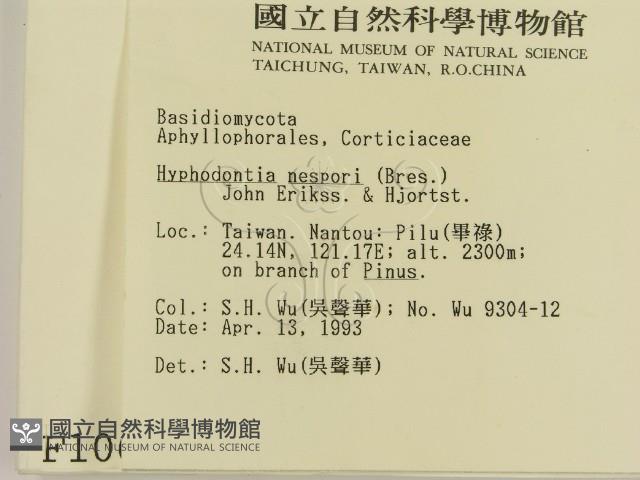 國立自然科學博物館
NATIONAL MUSEUM OF NATURAL SCIENCE
TAICHUNG, TAIWAN, R.O.CHINA
Basidiomycota
Aphyllophorales, Corticiaceae
Hyphodontia nespori (Bres.)
John Erikss. & Hjortst.
Loc.: Taiwan. Nantou: Pilu(畢祿)
24.14N, 121.17E; alt. 2300m;
on branch of Pinus.
Col.: S.H. Wu(吳聲華); No. Wu 9304-12
Date: Apr. 13, 1993
Det.: S.H. Wu(吳聲華)
國立自然科學博物館
NATIONAL MUSEUM OF NATURAL SCIENCE